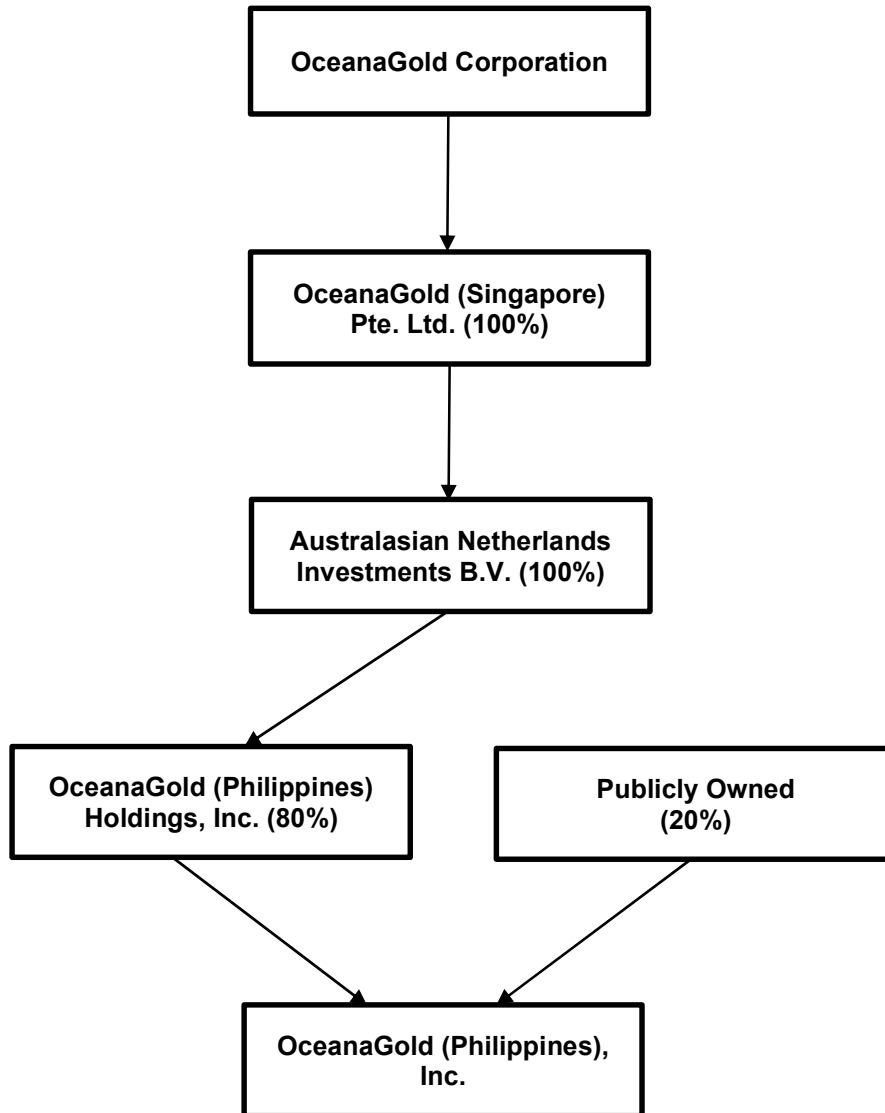 OceanaGold Corporation
OceanaGold (Singapore)
Pte. Ltd. (100%)
Australasian Netherlands
Investments B.V. (100%)
OceanaGold (Philippines)
Holdings, Inc. (80%)
Publicly Owned
(20%)
OceanaGold (Philippines),
Inc.